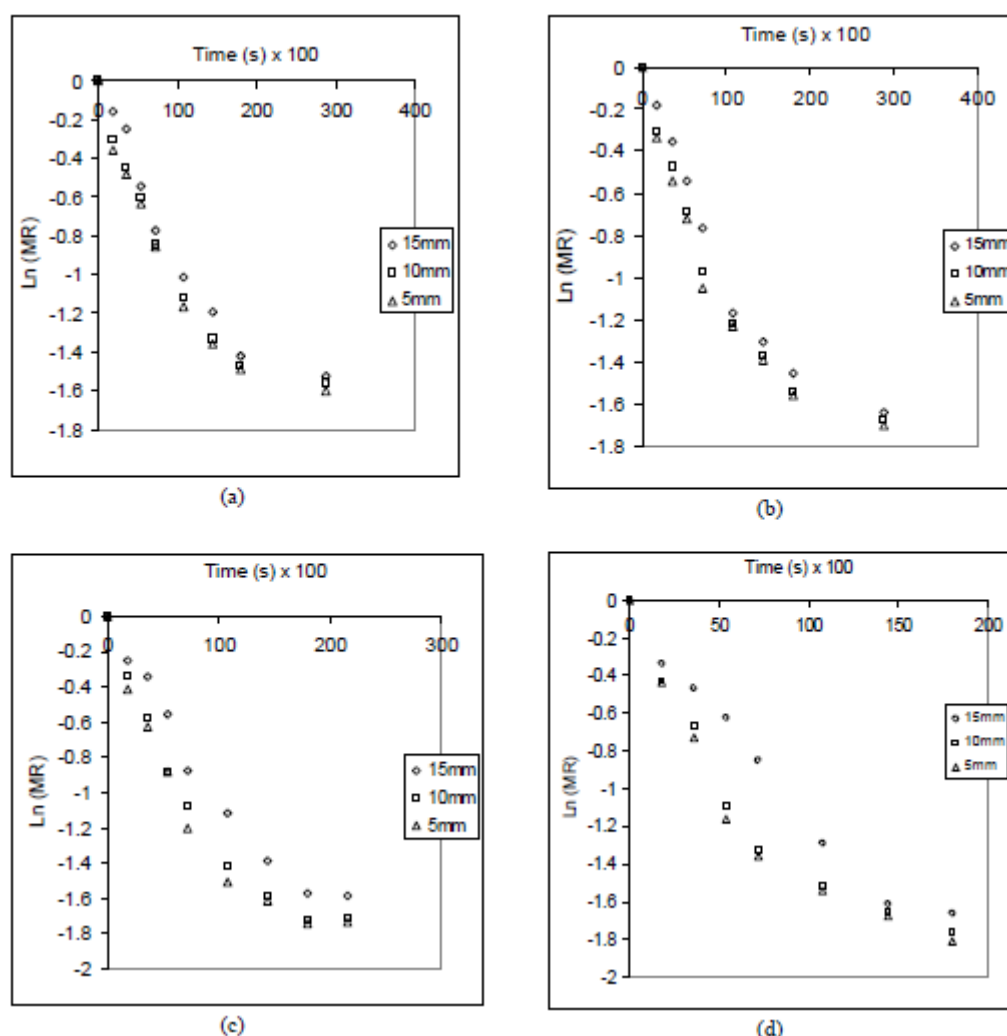 Time (s) x 100
0
0 100 200 300 400
-0.2
-0.4
-0.6
-0.8
-1
-1.2
-1.4
-1.6
-1.8
Ln (MR)
15mm
10mm
5mm
(a)
Time (s) x 100
0
0 100 200 300 400
-0.2
-0.4
-0.6
-0.8
-1
-1.2
-1.4
-1.6
-1.8
Ln (MR)
15mm
10mm
5mm
(b)
Time (s) x 100
0
0 100 200 300
-0.2
-0.4
-0.6
-0.8
-1
-1.2
-1.4
-1.6
-1.8
-2
Ln (MR)
15mm
10mm
5mm
(c)
Time (s) x 100
0
0 50 100 150 200
-0.2
-0.4
-0.6
-0.8
-1
-1.2
-1.4
-1.6
-1.8
-2
Ln (MR)
15mm
10mm
5mm
(d)